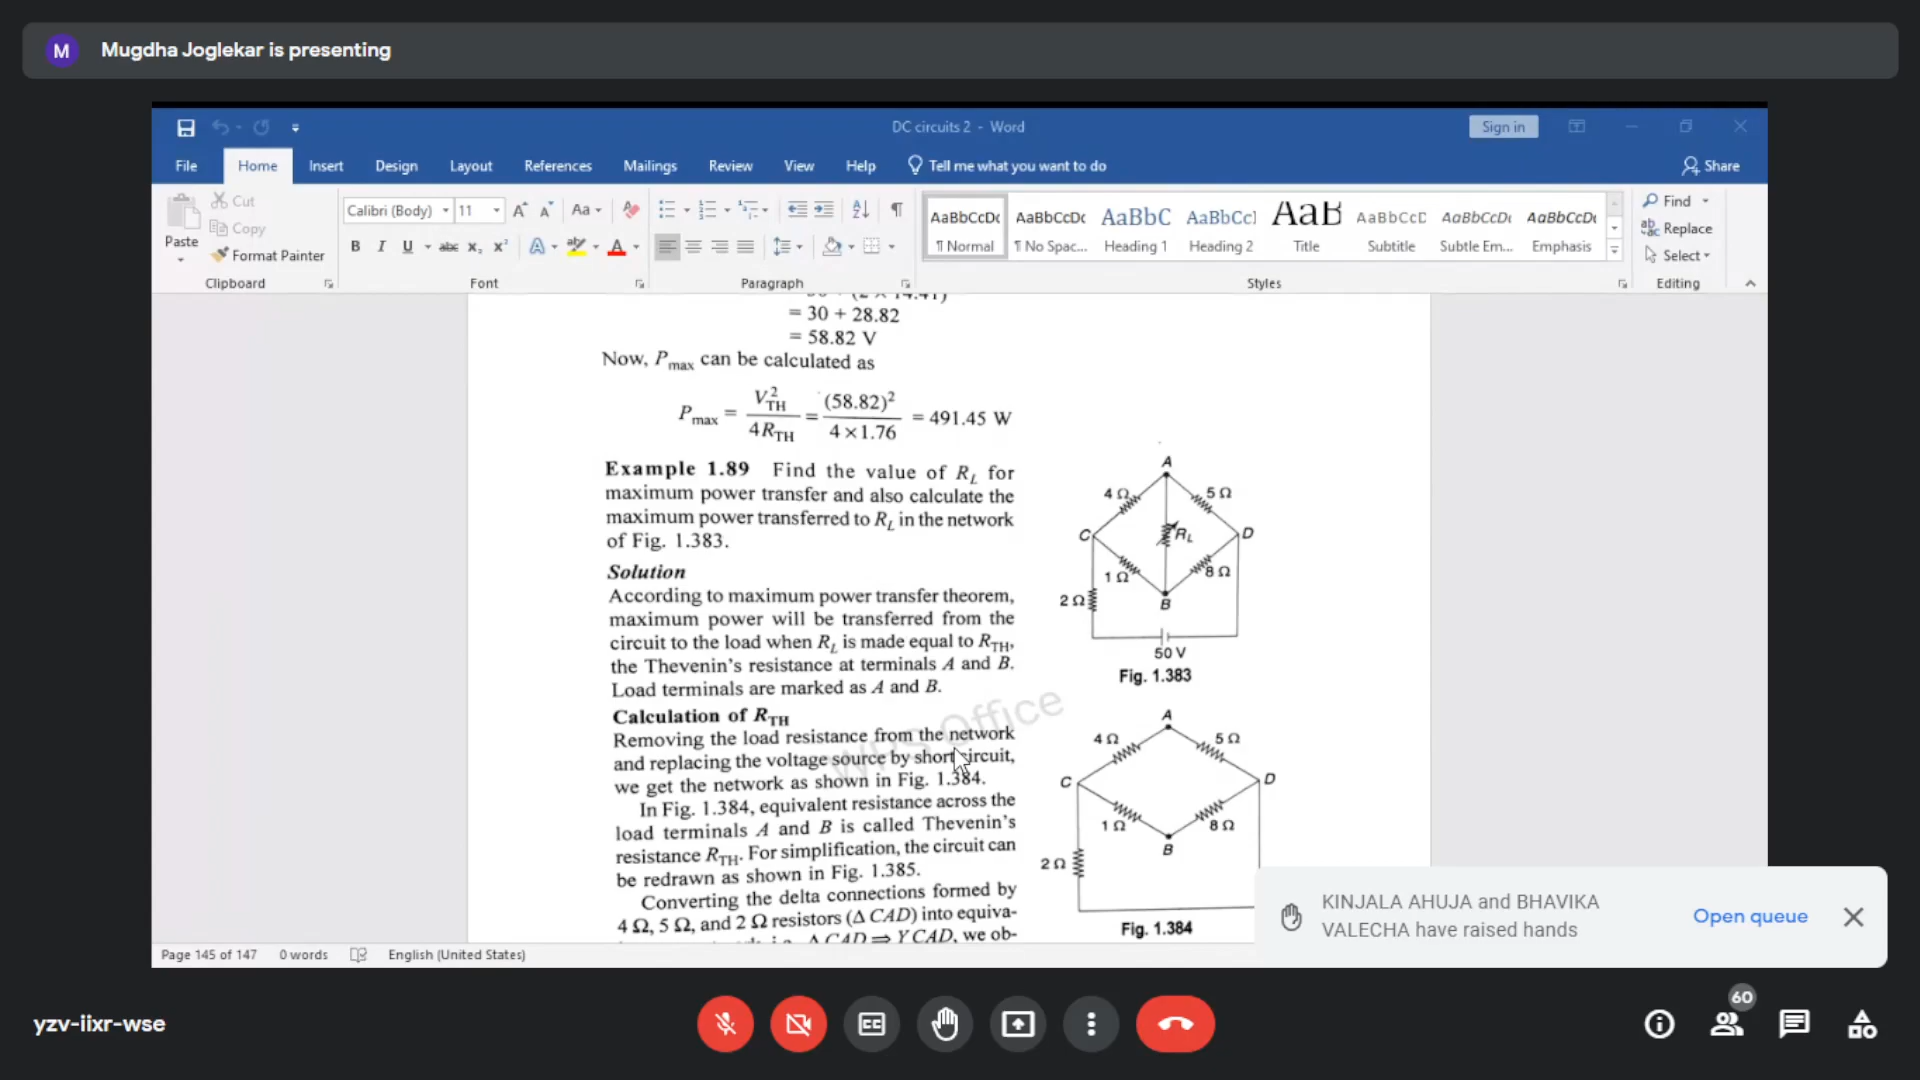 M Mugdha Joglekar is presenting
DC circuits 2 - Word
Sign in
File Home Insert Design Layout References Mailings Review View Help Tell me what you want to do Share
Paste Cut Copy Format Painter
Clipboard
Calibri (Body) 11
Font
Paragraph
AaBbCcDc AaBbCcDc AaBbC AaBbCc AaB AaBbCcD AaBbCcDc AaBbCcDc
¶ Normal ¶ No Spac... Heading 1 Heading 2 Title Subtitle Subtle Em... Emphasis
Styles
Find
Replace
Select
Editing
= 30 + 28.82
= 58.82 V
Now, Pmax can be calculated as
Pmax = V²TH / 4RTH = (58.82)² / 4 × 1.76 = 491.45 W
Example 1.89 Find the value of RL for
maximum power transfer and also calculate the
maximum power transferred to RL in the network
of Fig. 1.383.
Solution
According to maximum power transfer theorem,
maximum power will be transferred from the
circuit to the load when RL is made equal to RTH,
the Thevenin's resistance at terminals A and B.
Load terminals are marked as A and B.
Calculation of RTH
Removing the load resistance from the network
and replacing the voltage source by short circuit,
we get the network as shown in Fig. 1.384.
In Fig. 1.384, equivalent resistance across the
load terminals A and B is called Thevenin's
resistance RTH. For simplification, the circuit can
be redrawn as shown in Fig. 1.385.
Converting the delta connections formed by
4 Ω, 5 Ω, and 2 Ω resistors (Δ CAD) into equiva-
Δ CAD ⇒ Y CAD, we ob-
A
4 Ω 5 Ω
C RL D
1 Ω 8 Ω
2 Ω B
50 V
Fig. 1.383
A
4 Ω 5 Ω
C D
1 Ω 8 Ω
B
2 Ω
Fig. 1.384
WPS Office
KINJALA AHUJA and BHAVIKA
VALECHA have raised hands
Open queue
Page 145 of 147 0 words English (United States)
yzv-iixr-wse
CC
60